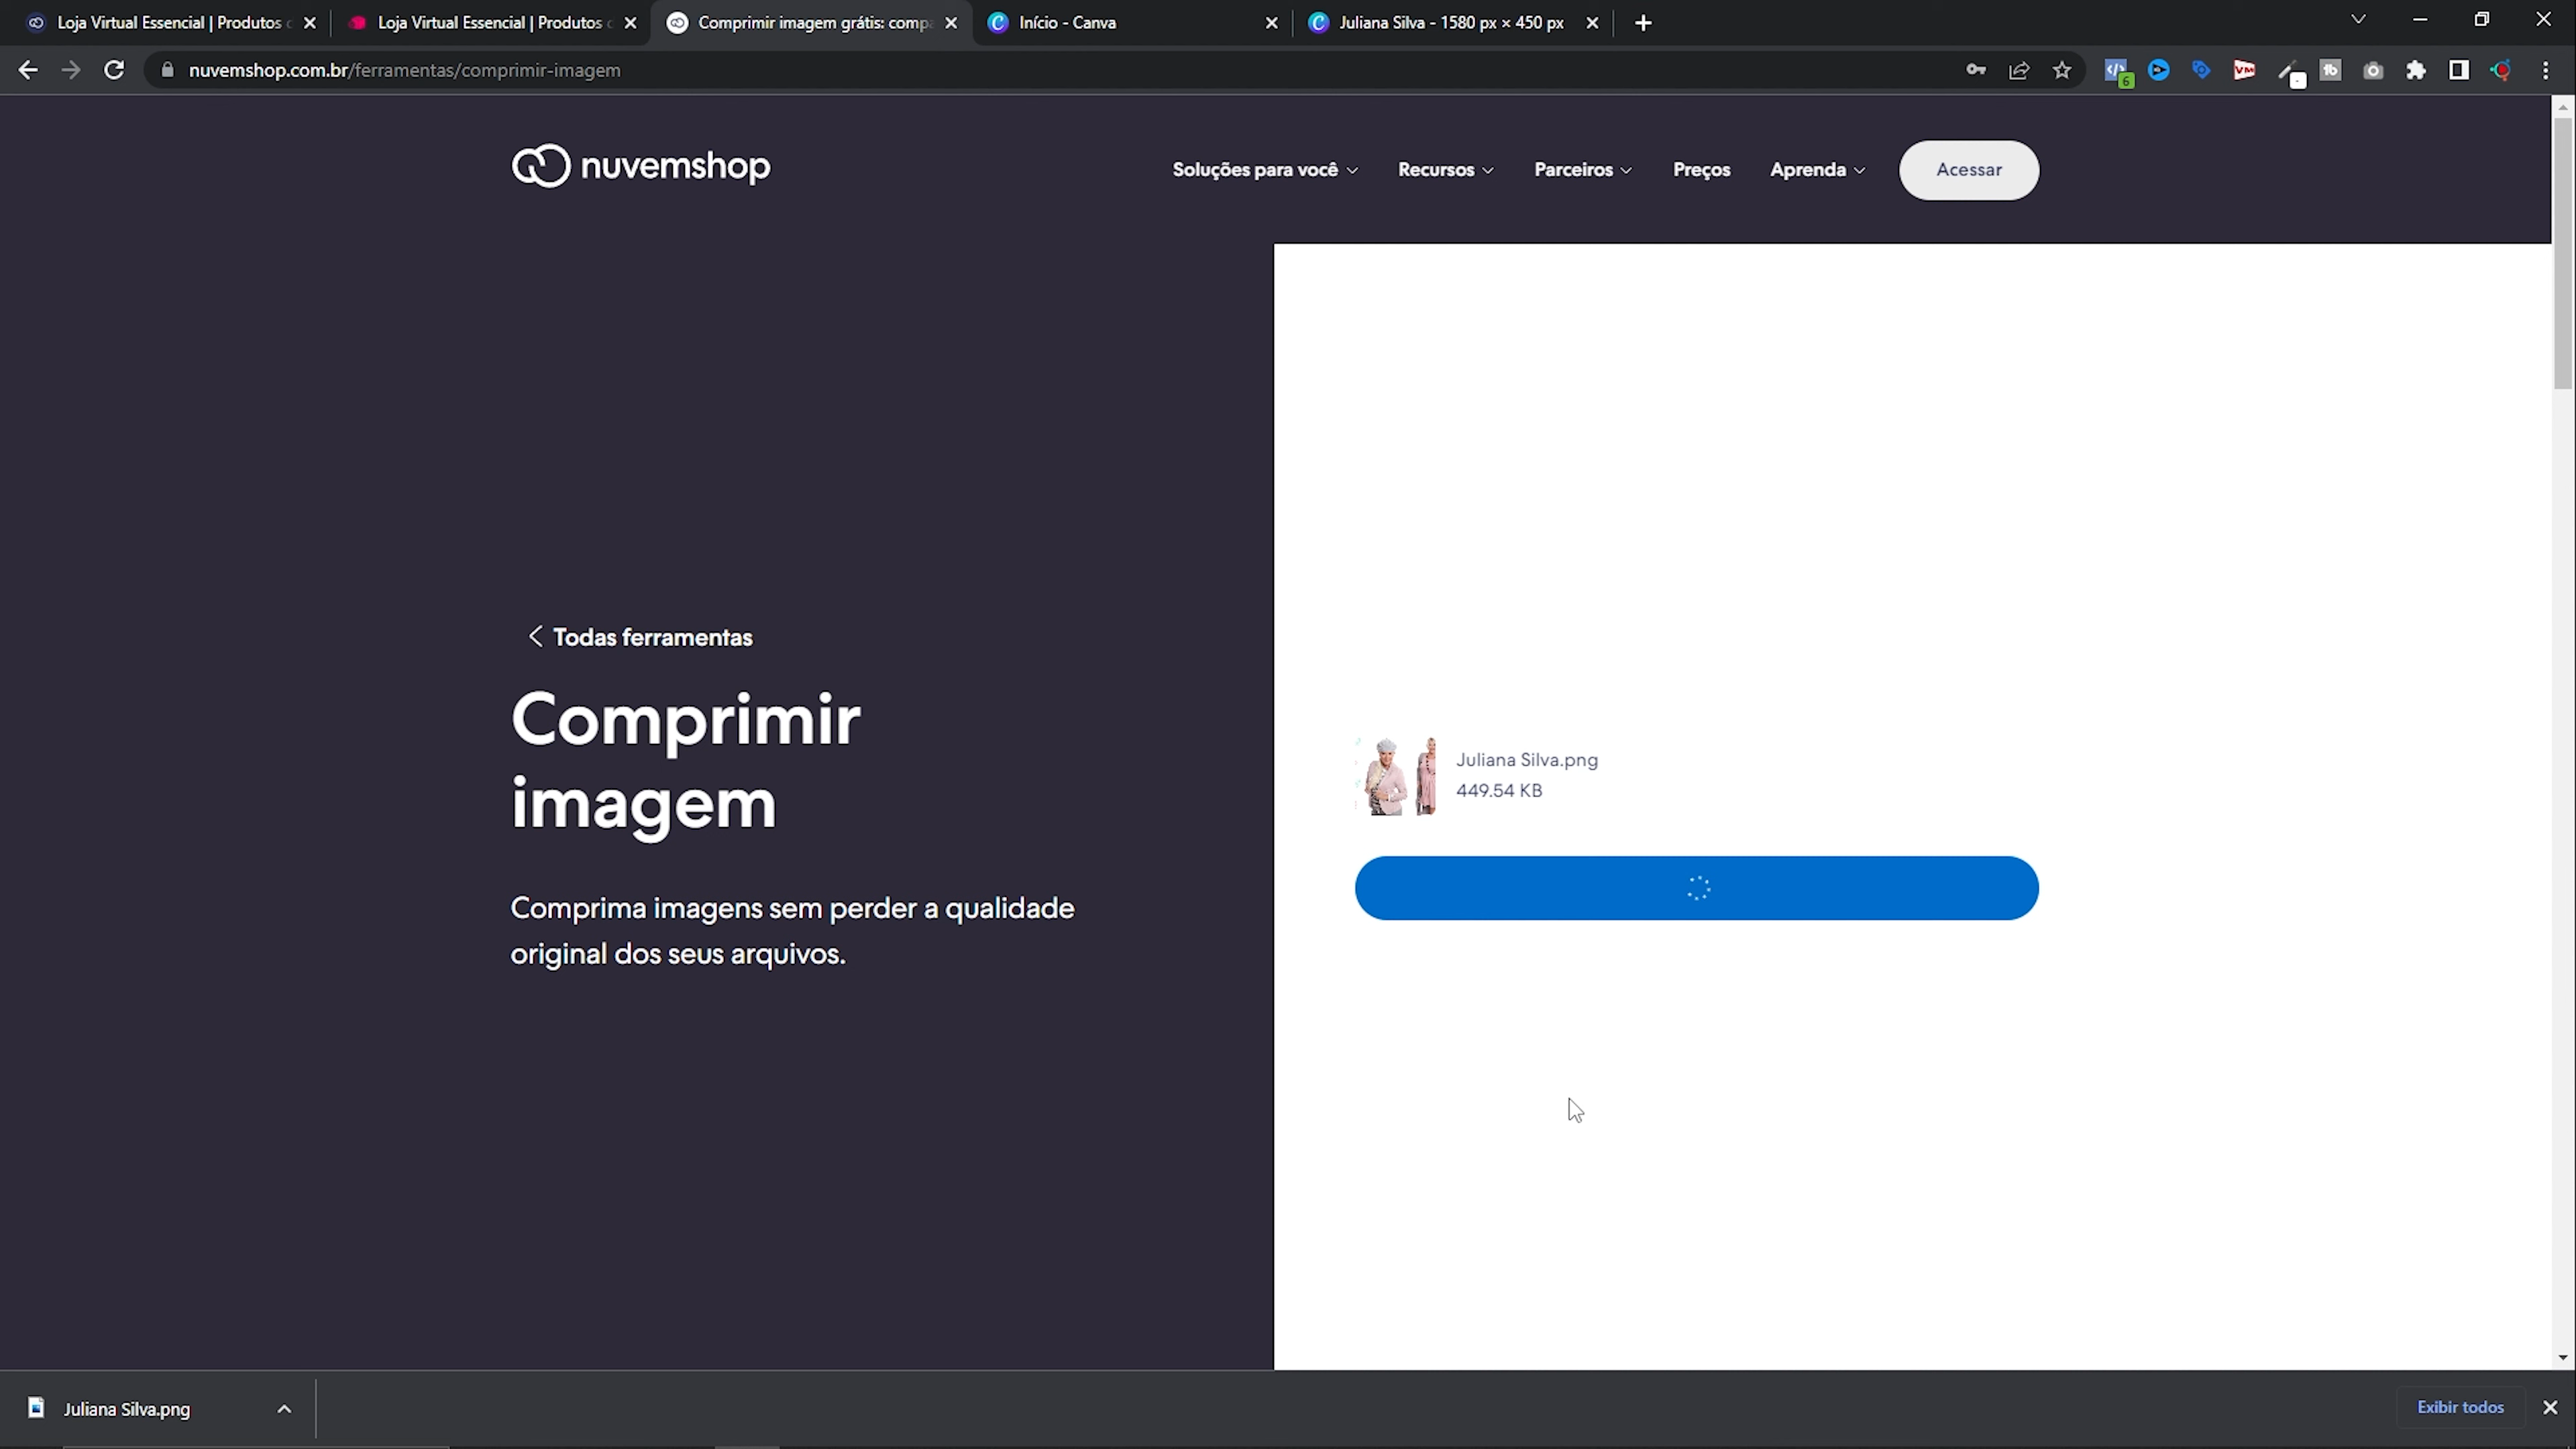 Loja Virtual Essencial | Produtos
Loja Virtual Essencial | Produtos
Comprimir imagem grátis: comp
Início - Canva
Juliana Silva - 1580 px × 450 px
nuvemshop.com.br/ferramentas/comprimir-imagem
6
VM
tb
nuvemshop
Soluções para você
Recursos
Parceiros
Preços
Aprenda
Acessar
Todas ferramentas
Comprimir
imagem
Comprima imagens sem perder a qualidade
original dos seus arquivos.
Juliana Silva.png
449.54 KB
Juliana Silva.png
Exibir todos